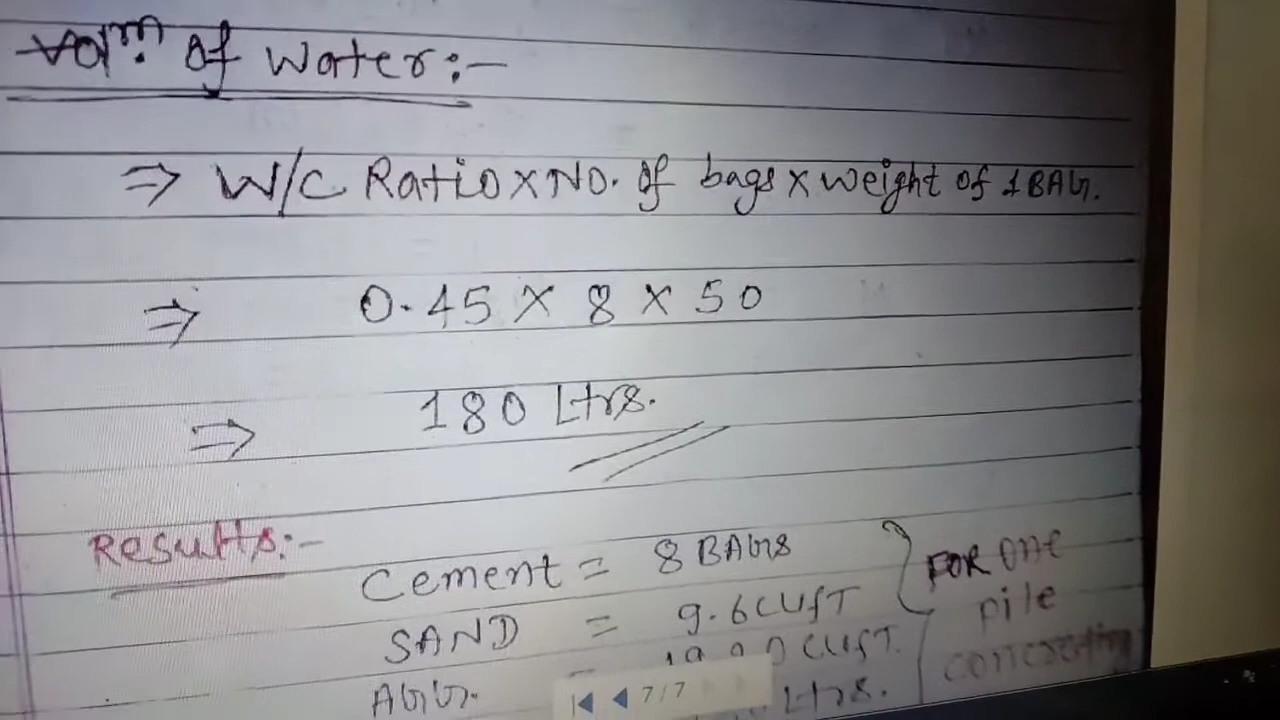 Volm. Of Water:-
⇒ W/C Ratio × No. Of bags × weight of 1 BAG.
⇒ 0.45 × 8 × 50
⇒ 180 Ltrs.
Results:-
Cement = 8 BAGS
SAND = 9.6 CUFT
AGG. = CUFT.
Ltrs.
FOR ONE
pile
concreting
7/7